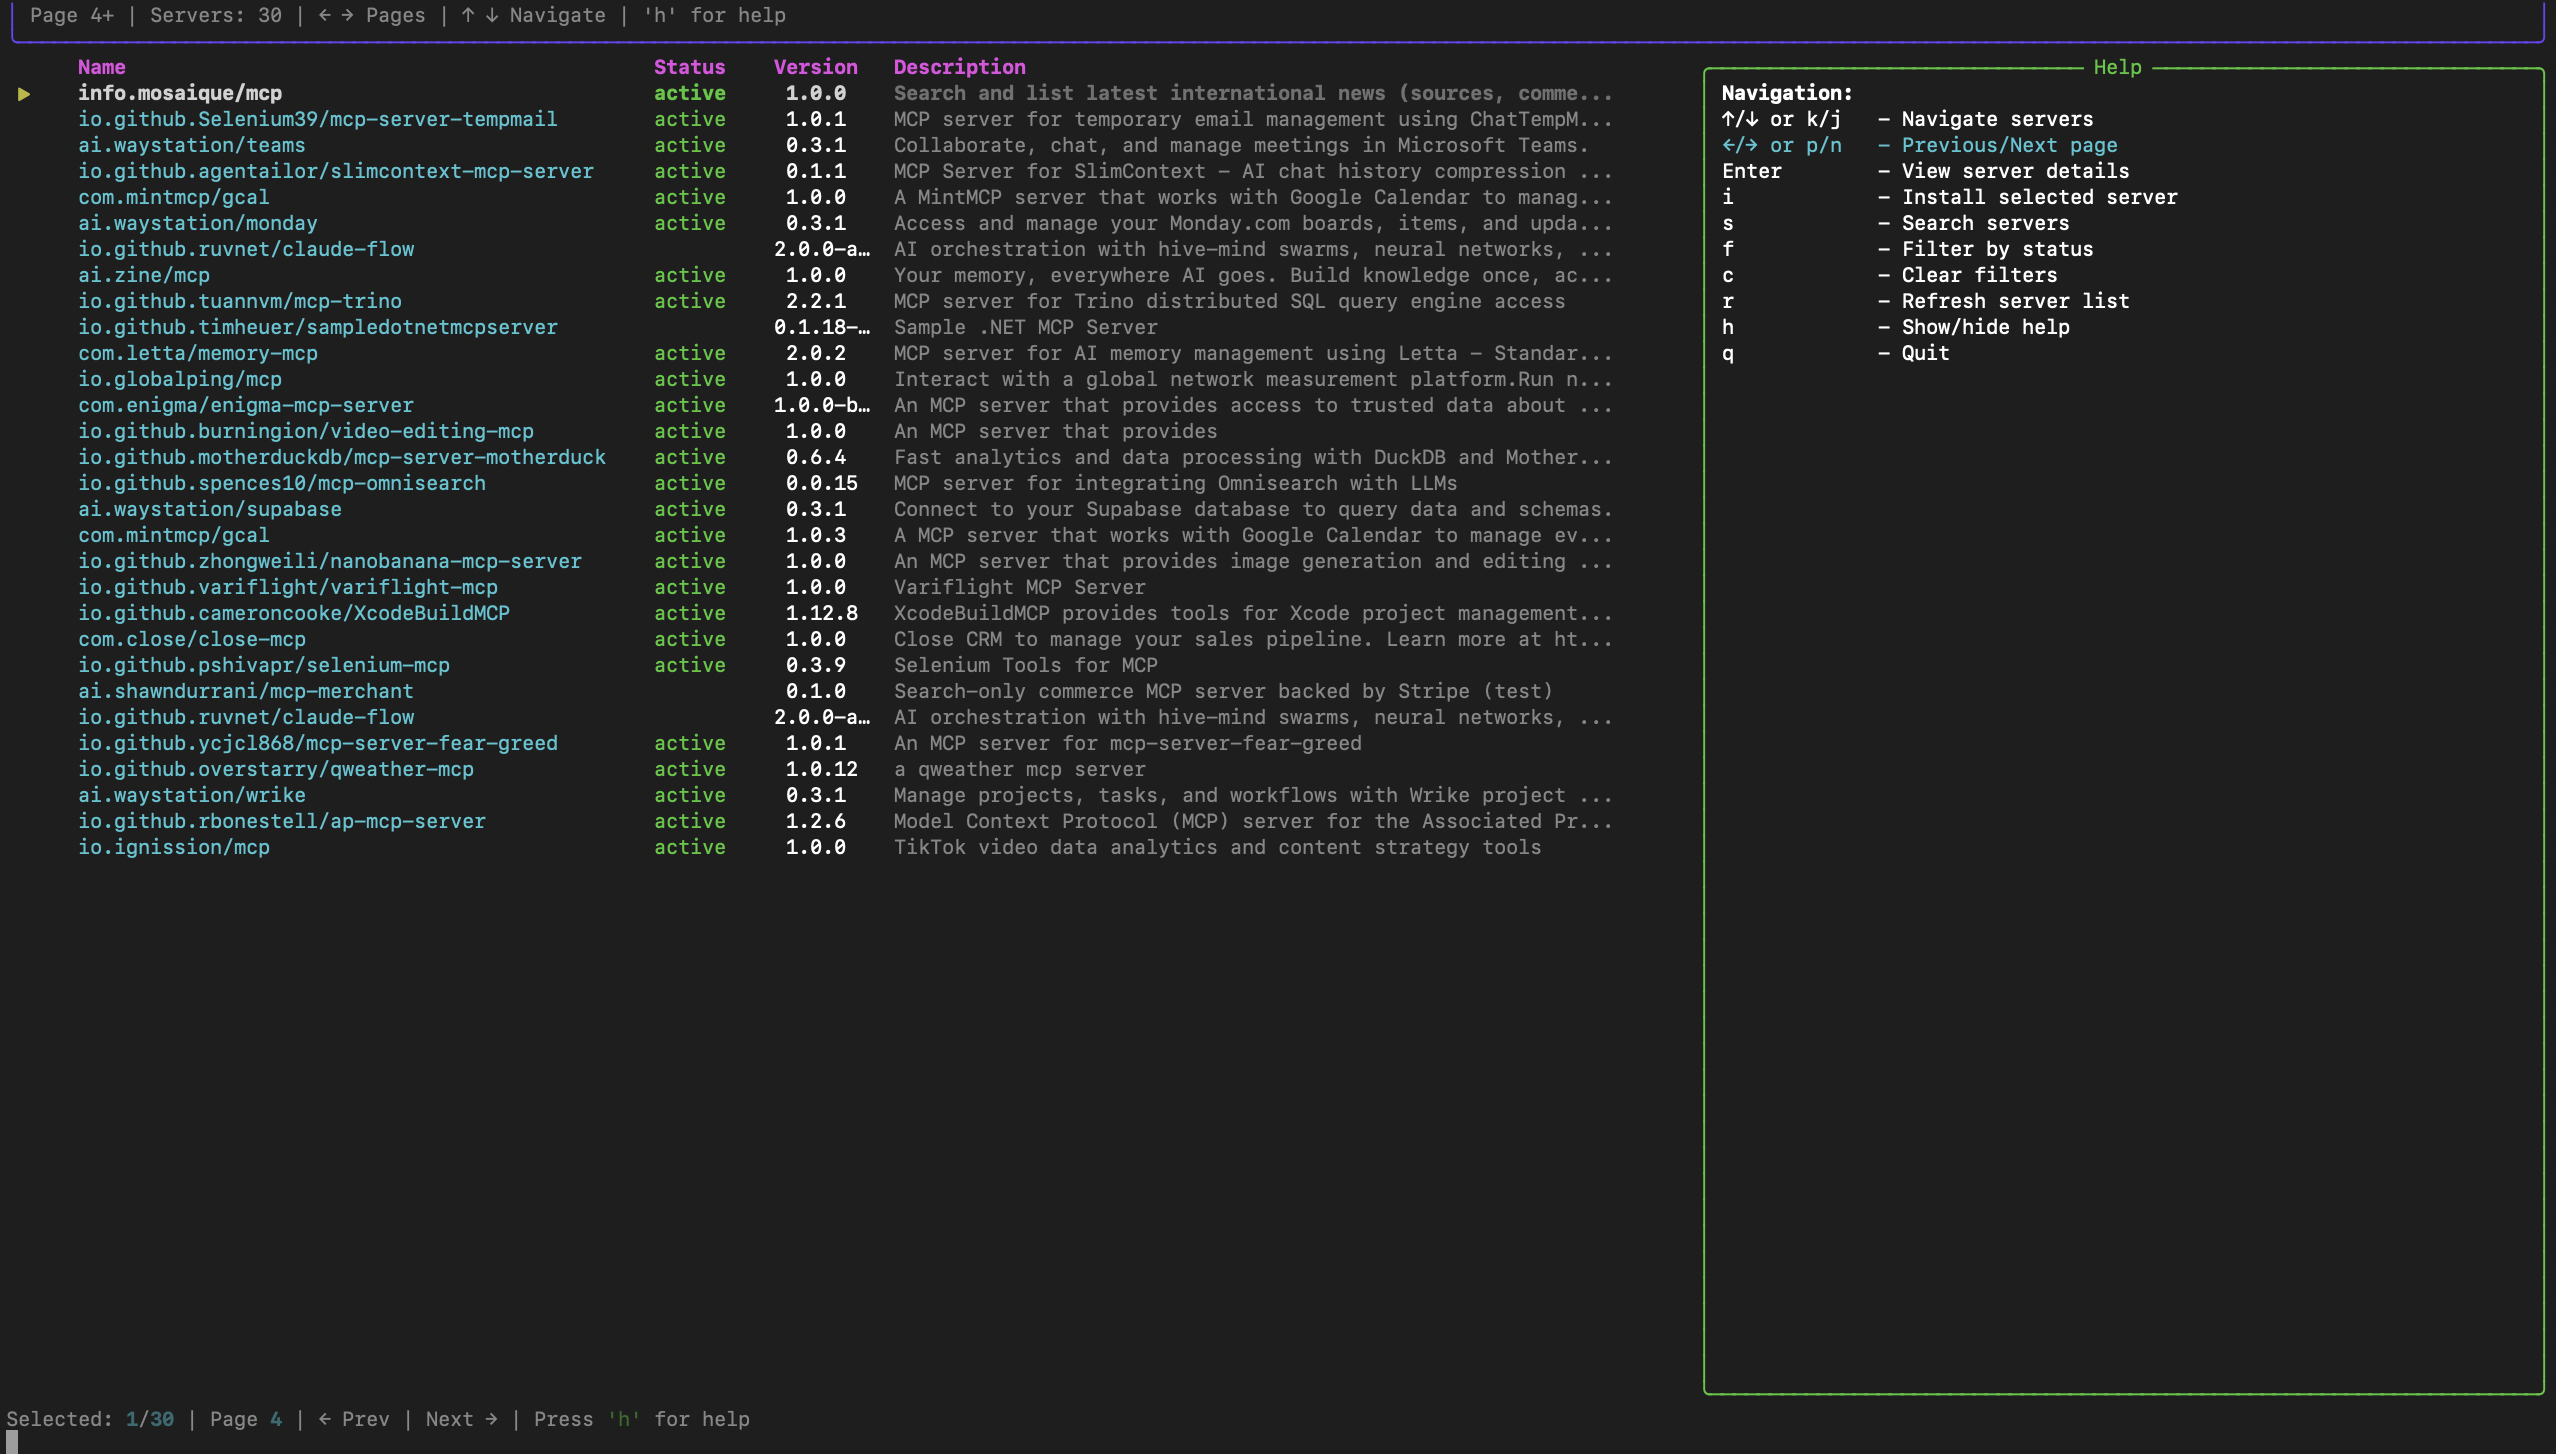 Page 4+ | Servers: 30 | ← → Pages | ↑ ↓ Navigate | 'h' for help
Name Status Version Description
▶ info.mosaique/mcp active 1.0.0 Search and list latest international news (sources, comme...
io.github.Selenium39/mcp-server-tempmail active 1.0.1 MCP server for temporary email management using ChatTempM...
ai.waystation/teams active 0.3.1 Collaborate, chat, and manage meetings in Microsoft Teams.
io.github.agentailor/slimcontext-mcp-server active 0.1.1 MCP Server for SlimContext – AI chat history compression ...
com.mintmcp/gcal active 1.0.0 A MintMCP server that works with Google Calendar to manag...
ai.waystation/monday active 0.3.1 Access and manage your Monday.com boards, items, and upda...
io.github.ruvnet/claude-flow 2.0.0-a… AI orchestration with hive-mind swarms, neural networks, ...
ai.zine/mcp active 1.0.0 Your memory, everywhere AI goes. Build knowledge once, ac...
io.github.tuannvm/mcp-trino active 2.2.1 MCP server for Trino distributed SQL query engine access
io.github.timheuer/sampledotnetmcpserver 0.1.18-… Sample .NET MCP Server
com.letta/memory-mcp active 2.0.2 MCP server for AI memory management using Letta – Standar...
io.globalping/mcp active 1.0.0 Interact with a global network measurement platform.Run n...
com.enigma/enigma-mcp-server active 1.0.0-b… An MCP server that provides access to trusted data about ...
io.github.burningion/video-editing-mcp active 1.0.0 An MCP server that provides
io.github.motherduckdb/mcp-server-motherduck active 0.6.4 Fast analytics and data processing with DuckDB and Mother...
io.github.spences10/mcp-omnisearch active 0.0.15 MCP server for integrating Omnisearch with LLMs
ai.waystation/supabase active 0.3.1 Connect to your Supabase database to query data and schemas.
com.mintmcp/gcal active 1.0.3 A MCP server that works with Google Calendar to manage ev...
io.github.zhongweili/nanobanana-mcp-server active 1.0.0 An MCP server that provides image generation and editing ...
io.github.variflight/variflight-mcp active 1.0.0 Variflight MCP Server
io.github.cameroncooke/XcodeBuildMCP active 1.12.8 XcodeBuildMCP provides tools for Xcode project management...
com.close/close-mcp active 1.0.0 Close CRM to manage your sales pipeline. Learn more at ht...
io.github.pshivapr/selenium-mcp active 0.3.9 Selenium Tools for MCP
ai.shawndurrani/mcp-merchant 0.1.0 Search-only commerce MCP server backed by Stripe (test)
io.github.ruvnet/claude-flow 2.0.0-a… AI orchestration with hive-mind swarms, neural networks, ...
io.github.ycjcl868/mcp-server-fear-greed active 1.0.1 An MCP server for mcp-server-fear-greed
io.github.overstarry/qweather-mcp active 1.0.12 a qweather mcp server
ai.waystation/wrike active 0.3.1 Manage projects, tasks, and workflows with Wrike project ...
io.github.rbonestell/ap-mcp-server active 1.2.6 Model Context Protocol (MCP) server for the Associated Pr...
io.ignission/mcp active 1.0.0 TikTok video data analytics and content strategy tools
Help
Navigation:
↑/↓ or k/j – Navigate servers
←/→ or p/n – Previous/Next page
Enter – View server details
i – Install selected server
s – Search servers
f – Filter by status
c – Clear filters
r – Refresh server list
h – Show/hide help
q – Quit
Selected: 1/30 | Page 4 | ← Prev | Next → | Press 'h' for help